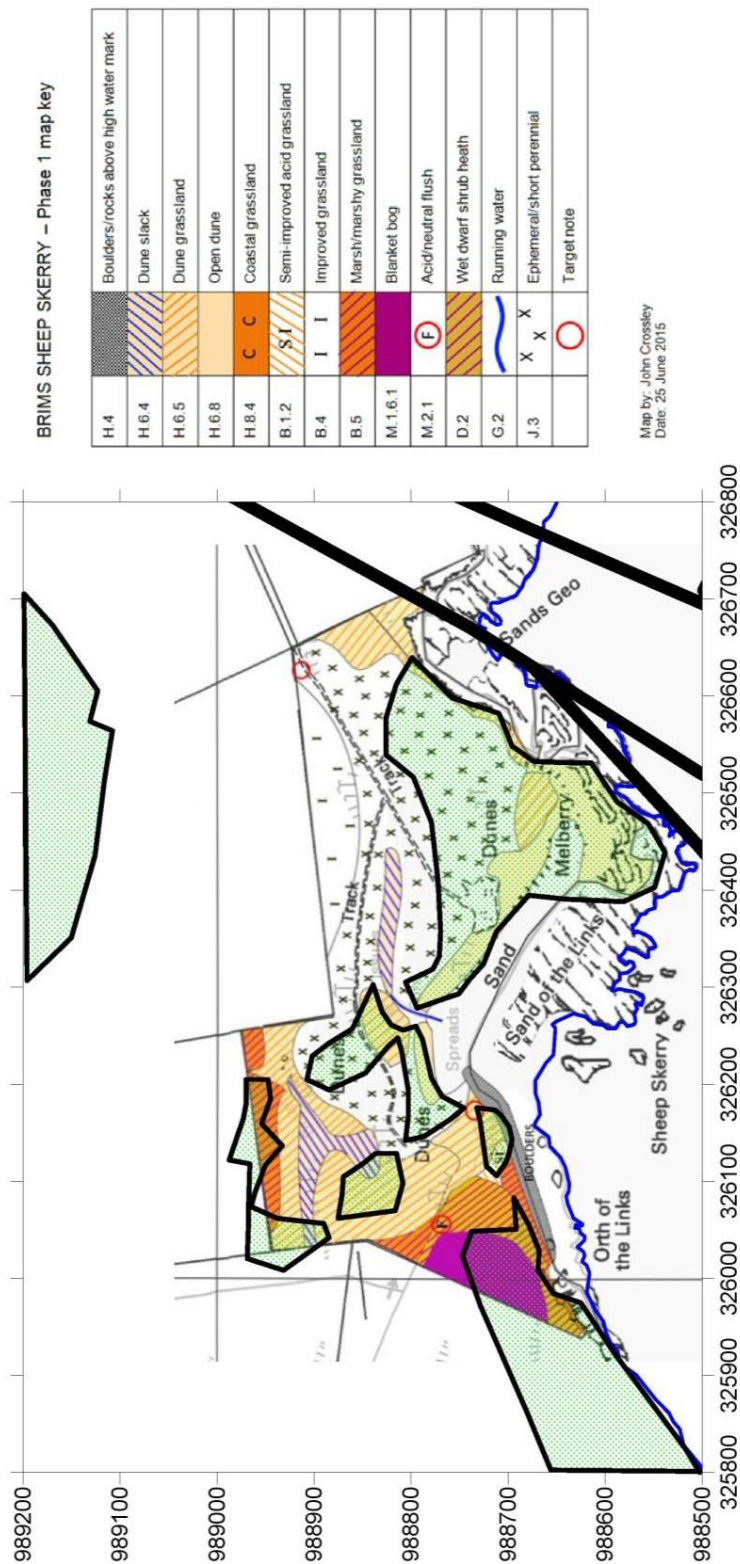 BRIMS SHEEP SKERRY – Phase 1 map key
H.4 Boulders/rocks above high water mark
H.6.4 Dune slack
H.6.5 Dune grassland
H.6.8 Open dune
H.8.4 C C Coastal grassland
B.1.2 SI Semi-improved acid grassland
B.4 I I Improved grassland
B.5 Marsh/marshy grassland
M.1.6.1 Blanket bog
M.2.1 F Acid/neutral flush
D.2 Wet dwarf shrub heath
G.2 Running water
J.3 X X X X Ephemeral/short perennial
Target note
Map by: John Crossley
Date: 25 June 2015
989200
989100
989000
988900
988800
988700
988600
988500
325800
325900
326000
326100
326200
326300
326400
326500
326600
326700
326800
Track
Track
Dunes
Dunes
Dunes
Melberry
Sands Geo
Sand
Sand of the Links
Spreads
BOULDERS
Sheep Skerry
Orth of
the Links
F